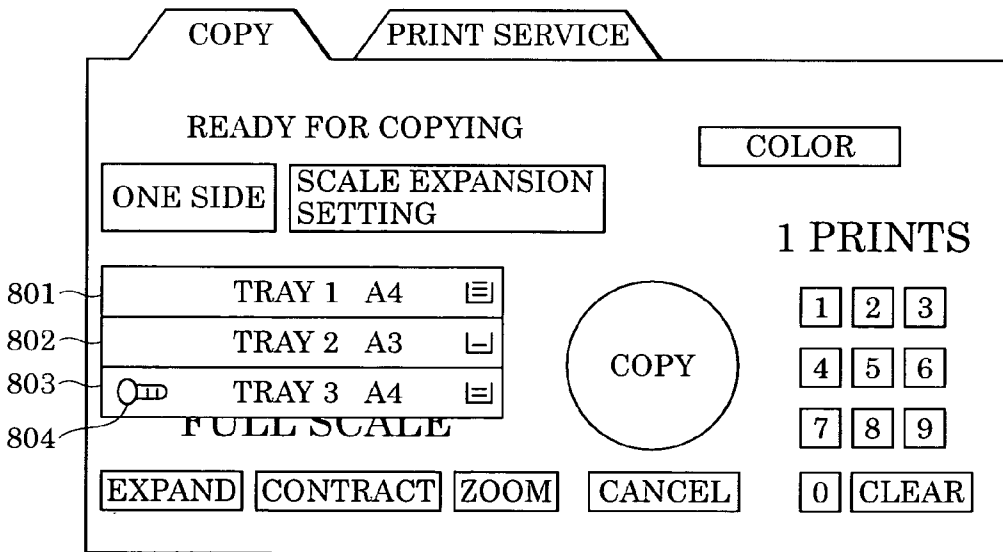 COPY
PRINT SERVICE
READY FOR COPYING
COLOR
ONE SIDE
SCALE EXPANSION
SETTING
1 PRINTS
801
TRAY 1 A4
802
TRAY 2 A3
803
TRAY 3 A4
804
FULL SCALE
COPY
1 2 3
4 5 6
7 8 9
EXPAND
CONTRACT
ZOOM
CANCEL
0
CLEAR